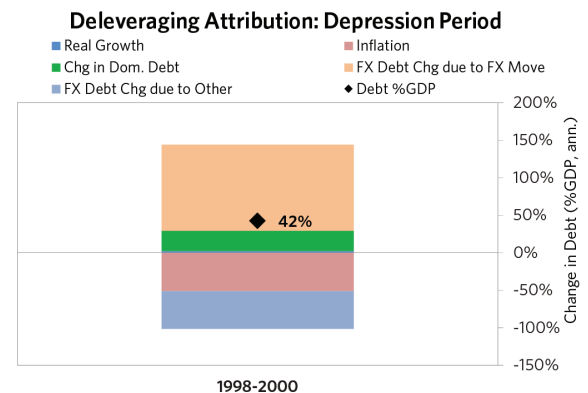 Deleveraging Attribution: Depression Period
Real Growth
Inflation
Chg in Dom. Debt
FX Debt Chg due to FX Move
FX Debt Chg due to Other
Debt %GDP
200%
150%
100%
50%
0%
-50%
-100%
-150%
Change in Debt (%GDP, ann.)
42%
1998-2000